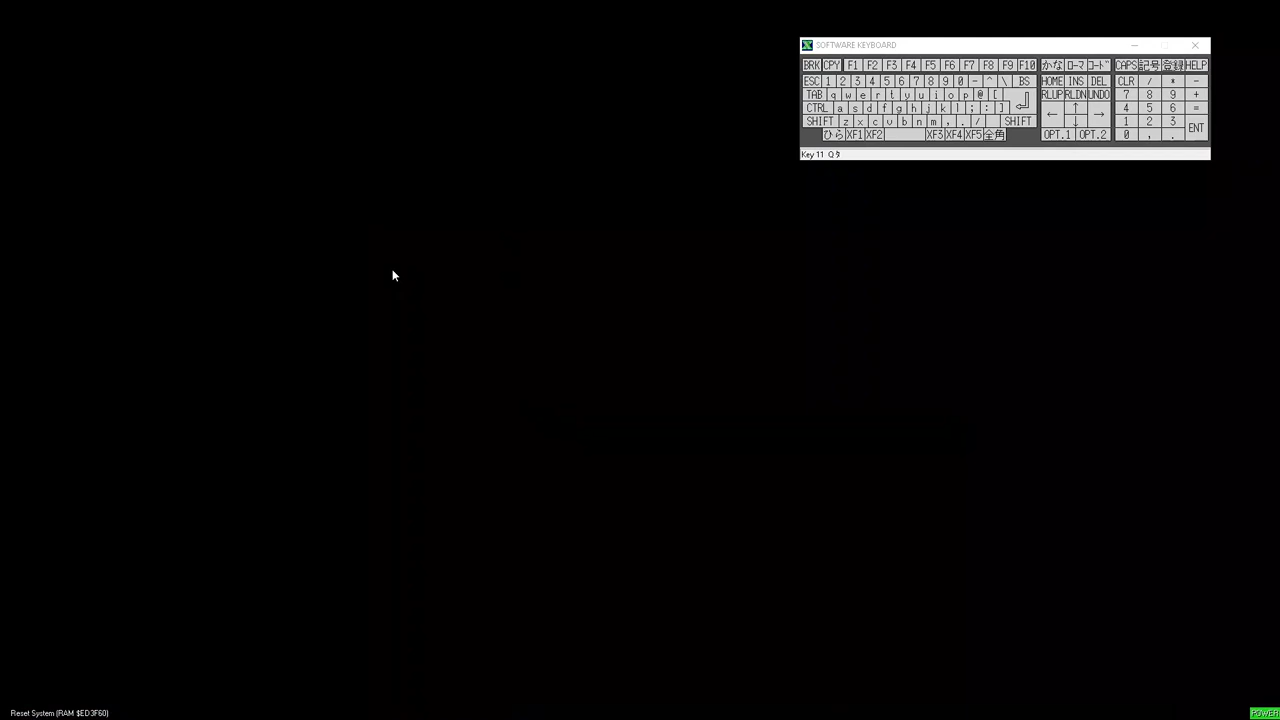 SOFTWARE KEYBOARD
BRK CPY F1 F2 F3 F4 F5 F6 F7 F8 F9 F10 かな ローマ コード CAPS 記号 登録 HELP
ESC 1 2 3 4 5 6 7 8 9 0 - ^ \ BS HOME INS DEL CLR / * -
TAB q w e r t y u i o p @ [ RLUP RLDN UNDO 7 8 9 +
CTRL a s d f g h j k l ; : ] ← ↑ → 4 5 6 =
SHIFT z x c v b n m , . / SHIFT ↓ 1 2 3 ENT
ひら XF1 XF2 XF3 XF4 XF5 全角 OPT.1 OPT.2 0 , .
Key 11 Q タ
Reset System (RAM $ED3F60)
POWER